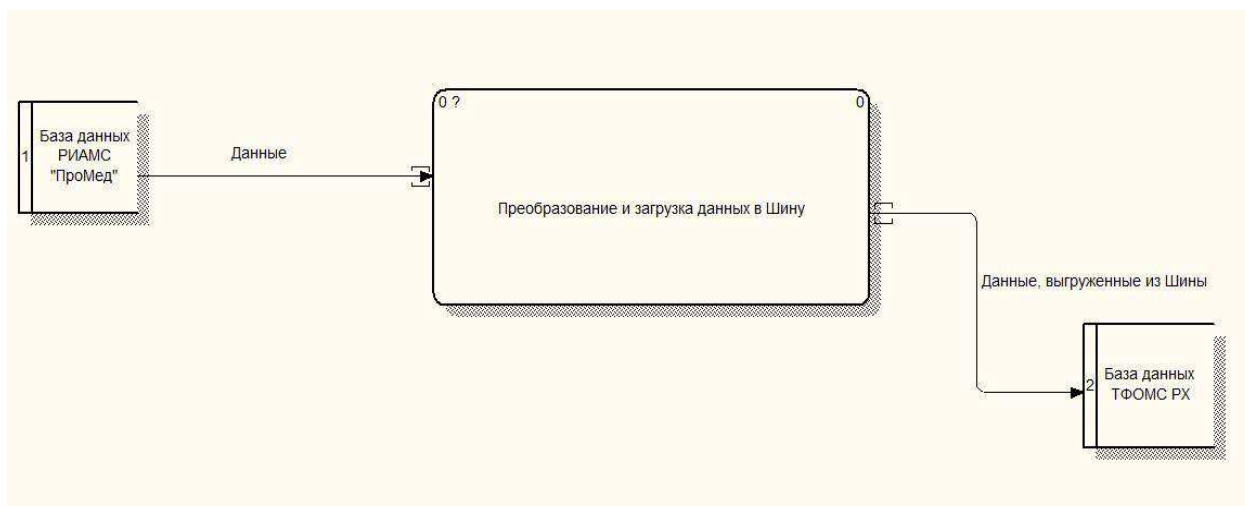 0 ?
0
1
База данных
РИАМС
"ПроМед"
Данные
Преобразование и загрузка данных в Шину
Данные, выгруженные из Шины
2
База данных
ТФОМС РХ